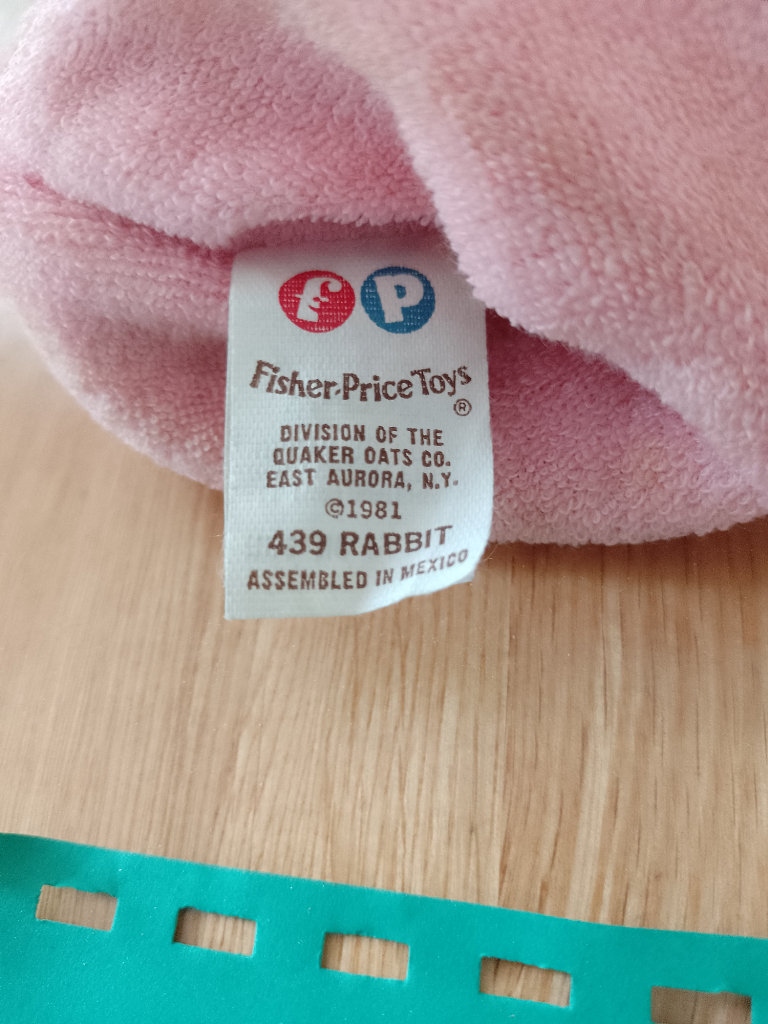 fP
Fisher-Price Toys
®
DIVISION OF THE
QUAKER OATS CO.
EAST AURORA, N.Y.
©1981
439 RABBIT
ASSEMBLED IN MEXICO